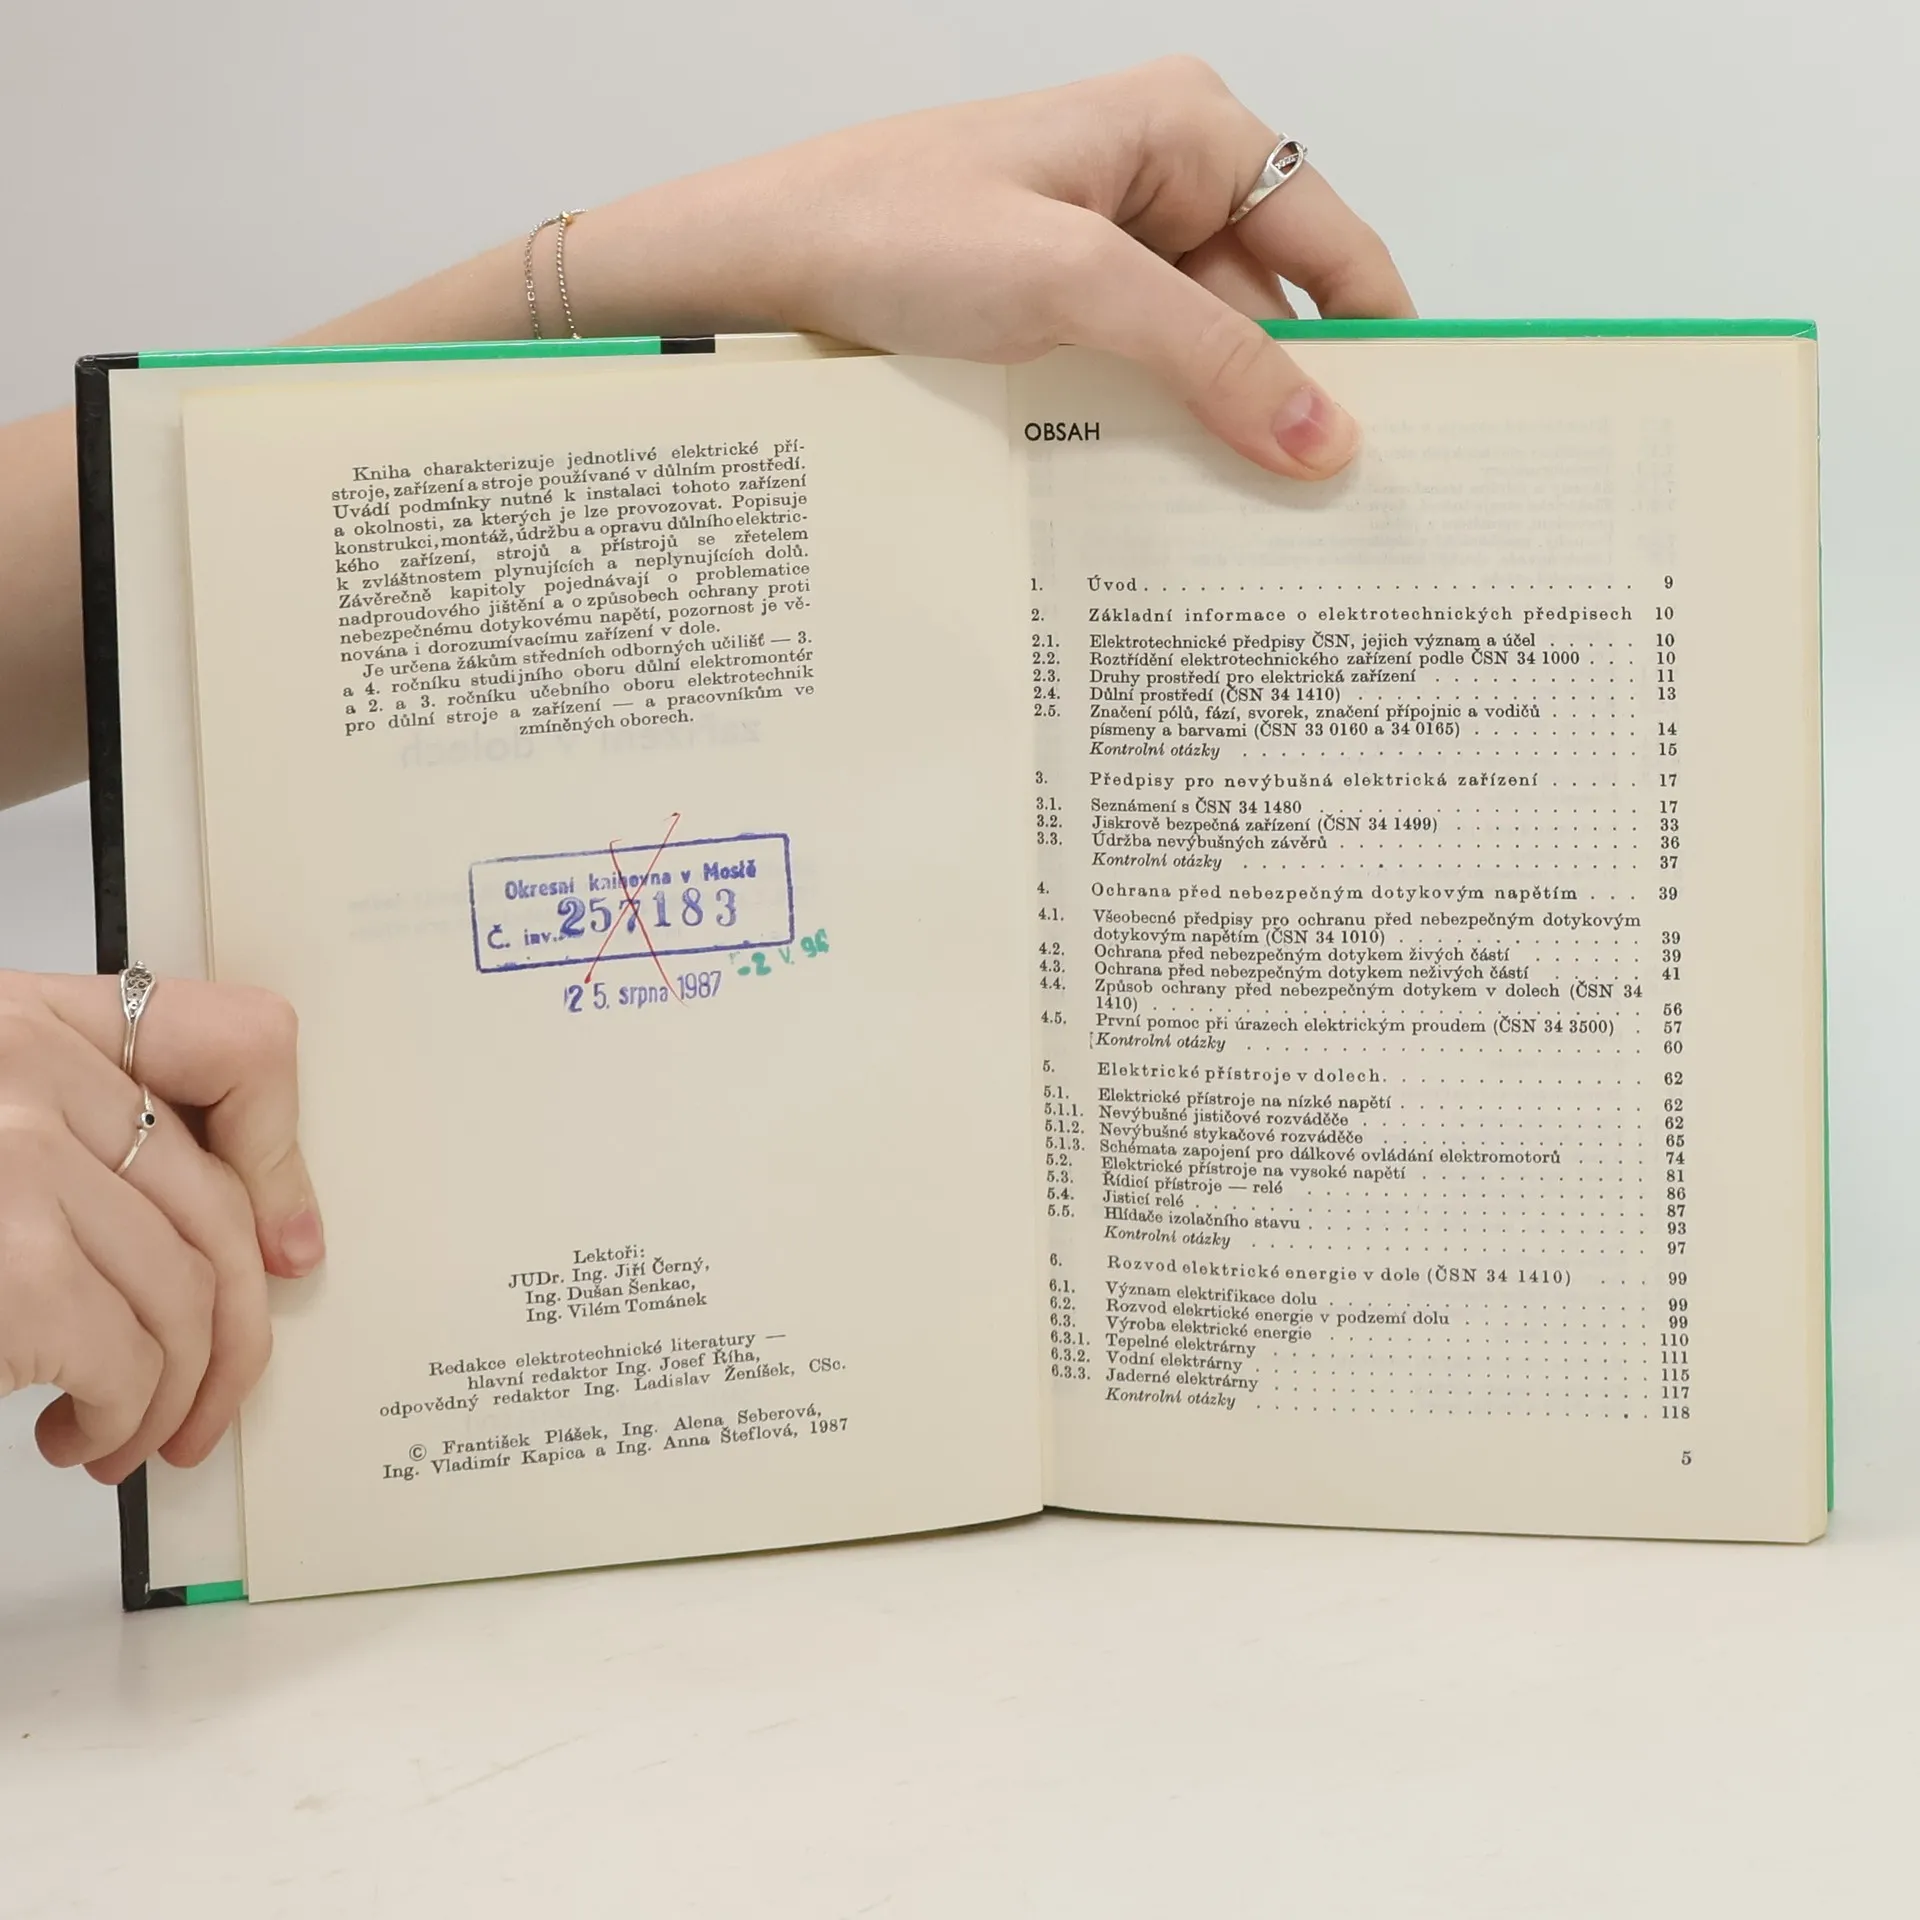 Kniha charakterizuje jednotlivé elektrické pří-
stroje, zařízení a stroje používané v důlním prostředí.
Uvádí podmínky nutné k instalaci tohoto zařízení
a okolnosti, za kterých je lze provozovat. Popisuje
konstrukci, montáž, údržbu a opravu důlního elektric-
kého zařízení, strojů a přístrojů se zřetelem
k zvláštnostem plynujících a neplynujících dolů.
Závěrečně kapitoly pojednávají o problematice
nadproudového jištění a o způsobech ochrany proti
nebezpečnému dotykovému napětí, pozornost je vě-
nována i dorozumívacímu zařízení v dole.
Je určena žákům středních odborných učilišť — 3.
a 4. ročníku studijního oboru důlní elektromontér
a 2. a 3. ročníku učebního oboru elektrotechnik
pro důlní stroje a zařízení — a pracovníkům ve
zmíněných oborech.
Okresní knihovna v Mostě
Č. inv. 257183
25. srpna 1987
-2 V. 96
Lektoři:
JUDr. Ing. Jiří Černý,
Ing. Dušan Šenkac,
Ing. Vilém Tománek
Redakce elektrotechnické literatury —
hlavní redaktor Ing. Josef Říha,
odpovědný redaktor Ing. Ladislav Ženíšek, CSc.
© František Plášek, Ing. Alena Seberová,
Ing. Vladimír Kapica a Ing. Anna Šteflová, 1987
OBSAH
1. Úvod . . . 9
2. Základní informace o elektrotechnických předpisech 10
2.1. Elektrotechnické předpisy ČSN, jejich význam a účel . . . 10
2.2. Roztřídění elektrotechnického zařízení podle ČSN 34 1000 . . . 10
2.3. Druhy prostředí pro elektrická zařízení . . . 11
2.4. Důlní prostředí (ČSN 34 1410) . . . 13
2.5. Značení pólů, fází, svorek, značení přípojnic a vodičů . . .
písmeny a barvami (ČSN 33 0160 a 34 0165) . . . 14
Kontrolní otázky . . . 15
3. Předpisy pro nevýbušná elektrická zařízení . . . 17
3.1. Seznámení s ČSN 34 1480 . . . 17
3.2. Jiskrově bezpečná zařízení (ČSN 34 1499) . . . 33
3.3. Údržba nevýbušných závěrů . . . 36
Kontrolní otázky . . . 37
4. Ochrana před nebezpečným dotykovým napětím . . . 39
4.1. Všeobecné předpisy pro ochranu před nebezpečným dotykovým
dotykovým napětím (ČSN 34 1010) . . . 39
4.2. Ochrana před nebezpečným dotykem živých částí . . . 39
4.3. Ochrana před nebezpečným dotykem neživých částí . . . 41
4.4. Způsob ochrany před nebezpečným dotykem v dolech (ČSN 34
1410) . . . 56
4.5. První pomoc při úrazech elektrickým proudem (ČSN 34 3500) . 57
Kontrolní otázky . . . 60
5. Elektrické přístroje v dolech . . . 62
5.1. Elektrické přístroje na nízké napětí . . . 62
5.1.1. Nevýbušné jističové rozváděče . . . 62
5.1.2. Nevýbušné stykačové rozváděče . . . 65
5.1.3. Schémata zapojení pro dálkové ovládání elektromotorů . . . 74
5.2. Elektrické přístroje na vysoké napětí . . . 81
5.3. Řídicí přístroje — relé . . . 86
5.4. Jisticí relé . . . 87
5.5. Hlídače izolačního stavu . . . 93
Kontrolní otázky . . . 97
6. Rozvod elektrické energie v dole (ČSN 34 1410) . . . 99
6.1. Význam elektrifikace dolu . . . 99
6.2. Rozvod elekrtické energie v podzemí dolu . . . 99
6.3. Výroba elektrické energie . . . 110
6.3.1. Tepelné elektrárny . . . 111
6.3.2. Vodní elektrárny . . . 115
6.3.3. Jaderné elektrárny . . . 117
Kontrolní otázky . . . 118
5